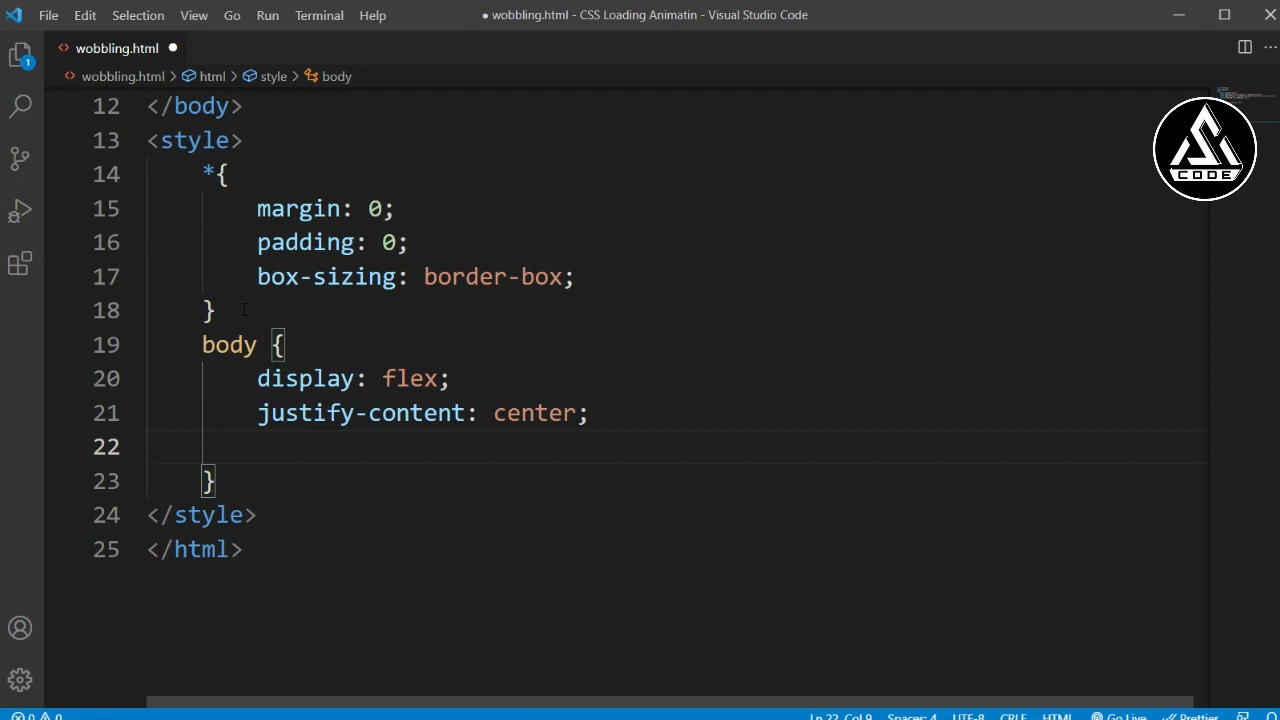 File Edit Selection View Go Run Terminal Help
● wobbling.html - CSS Loading Animatin - Visual Studio Code
wobbling.html ●
1
wobbling.html > html > style > body
12 </body>
13 <style>
14 *{
15 margin: 0;
16 padding: 0;
17 box-sizing: border-box;
18 }
19 body {
20 display: flex;
21 justify-content: center;
22
23 }
24 </style>
25 </html>
CODE
0 0 Ln 22, Col 9 Spaces: 4 UTF-8 CRLF HTML Go Live Prettier